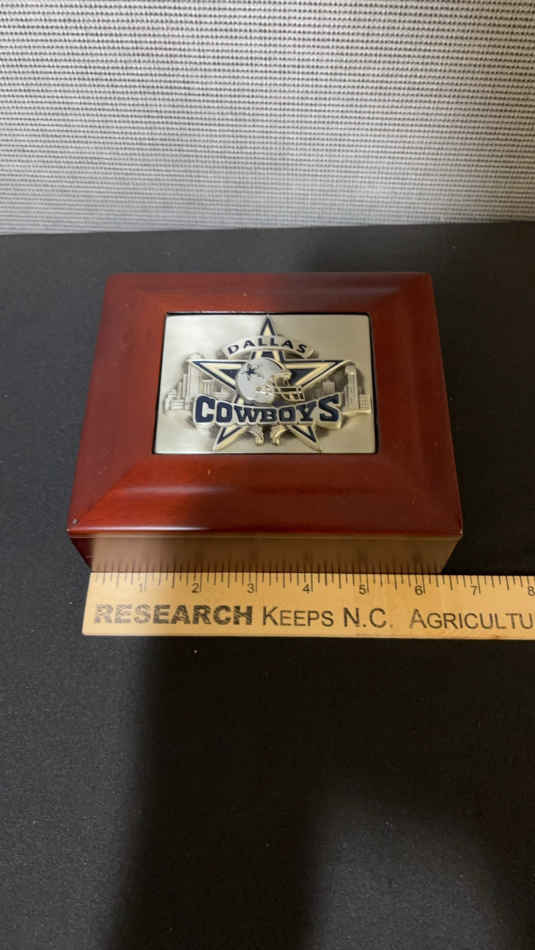 DALLAS
COWBOYS
1 2 3 4 5 6 7 8
RESEARCH KEEPS N.C. AGRICULTU